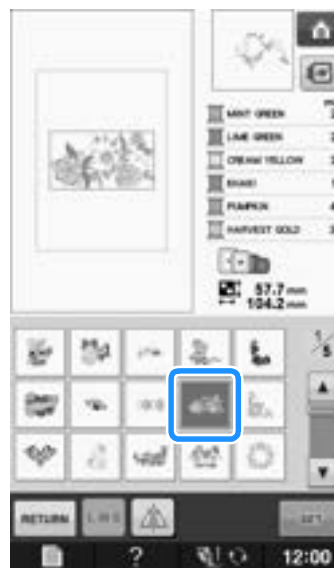 MINT GREEN
LIME GREEN
CREAM YELLOW
KHAKI
PUMPKIN
HARVEST GOLD
57.7 mm
104.2 mm
1/5
RETURN
L M S
SET
?
12:00